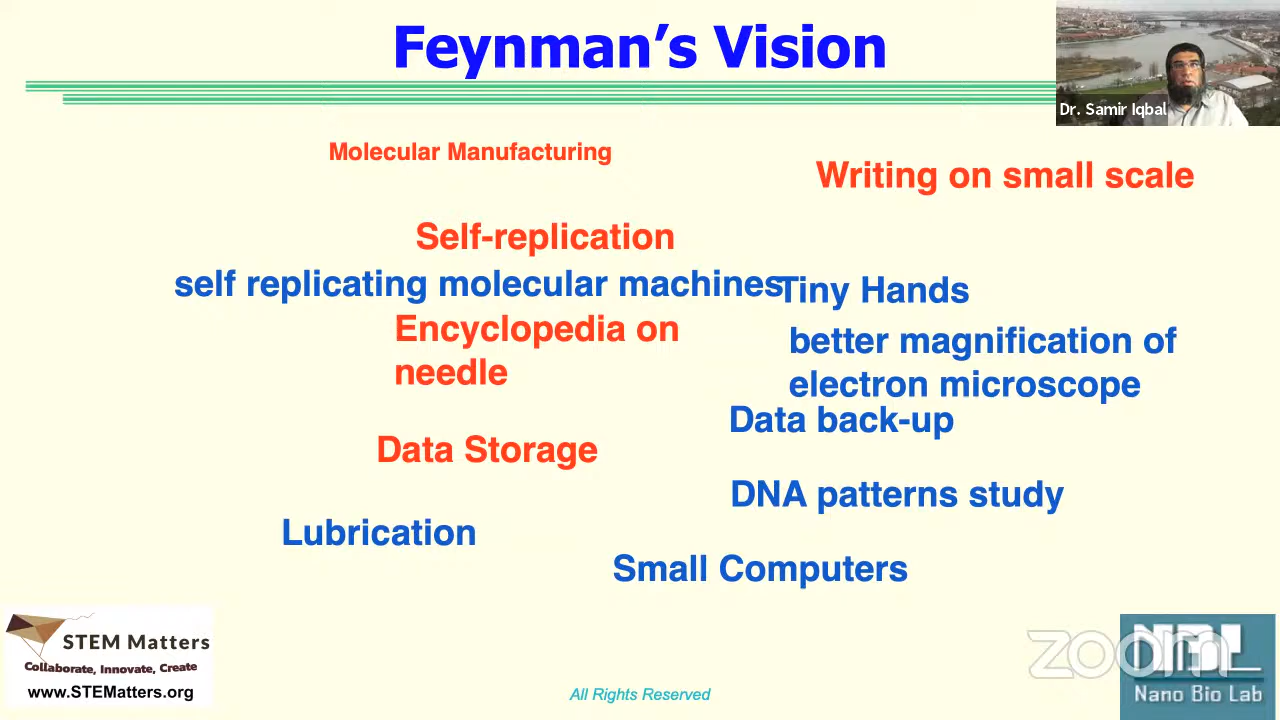 Feynman's Vision
Dr. Samir Iqbal
Molecular Manufacturing
Writing on small scale
Self-replication
self replicating molecular machines
Tiny Hands
Encyclopedia on
needle
better magnification of
electron microscope
Data back-up
Data Storage
DNA patterns study
Lubrication
Small Computers
STEM Matters
Collaborate, Innovate, Create
www.STEMatters.org
All Rights Reserved
zoom
NBL
Nano Bio Lab